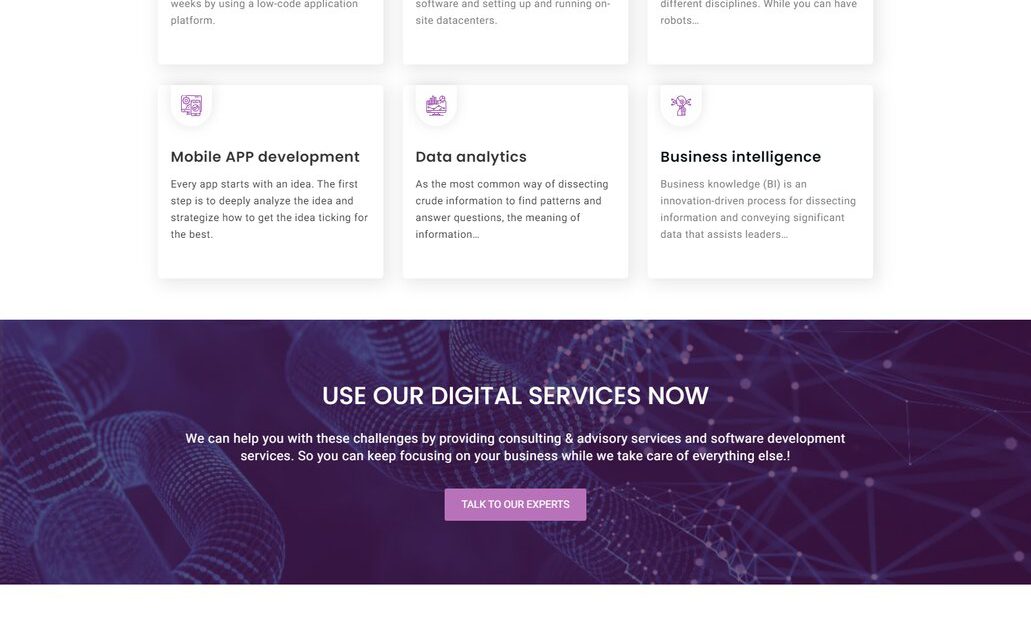 weeks by using a low-code application
platform.
software and setting up and running on-
site datacenters.
different disciplines. While you can have
robots...
Mobile APP development
Every app starts with an idea. The first
step is to deeply analyze the idea and
strategize how to get the idea ticking for
the best.
Data analytics
As the most common way of dissecting
crude information to find patterns and
answer questions, the meaning of
information...
Business intelligence
Business knowledge (BI) is an
innovation-driven process for dissecting
information and conveying significant
data that assists leaders...
USE OUR DIGITAL SERVICES NOW
We can help you with these challenges by providing consulting & advisory services and software development
services. So you can keep focusing on your business while we take care of everything else.!
TALK TO OUR EXPERTS